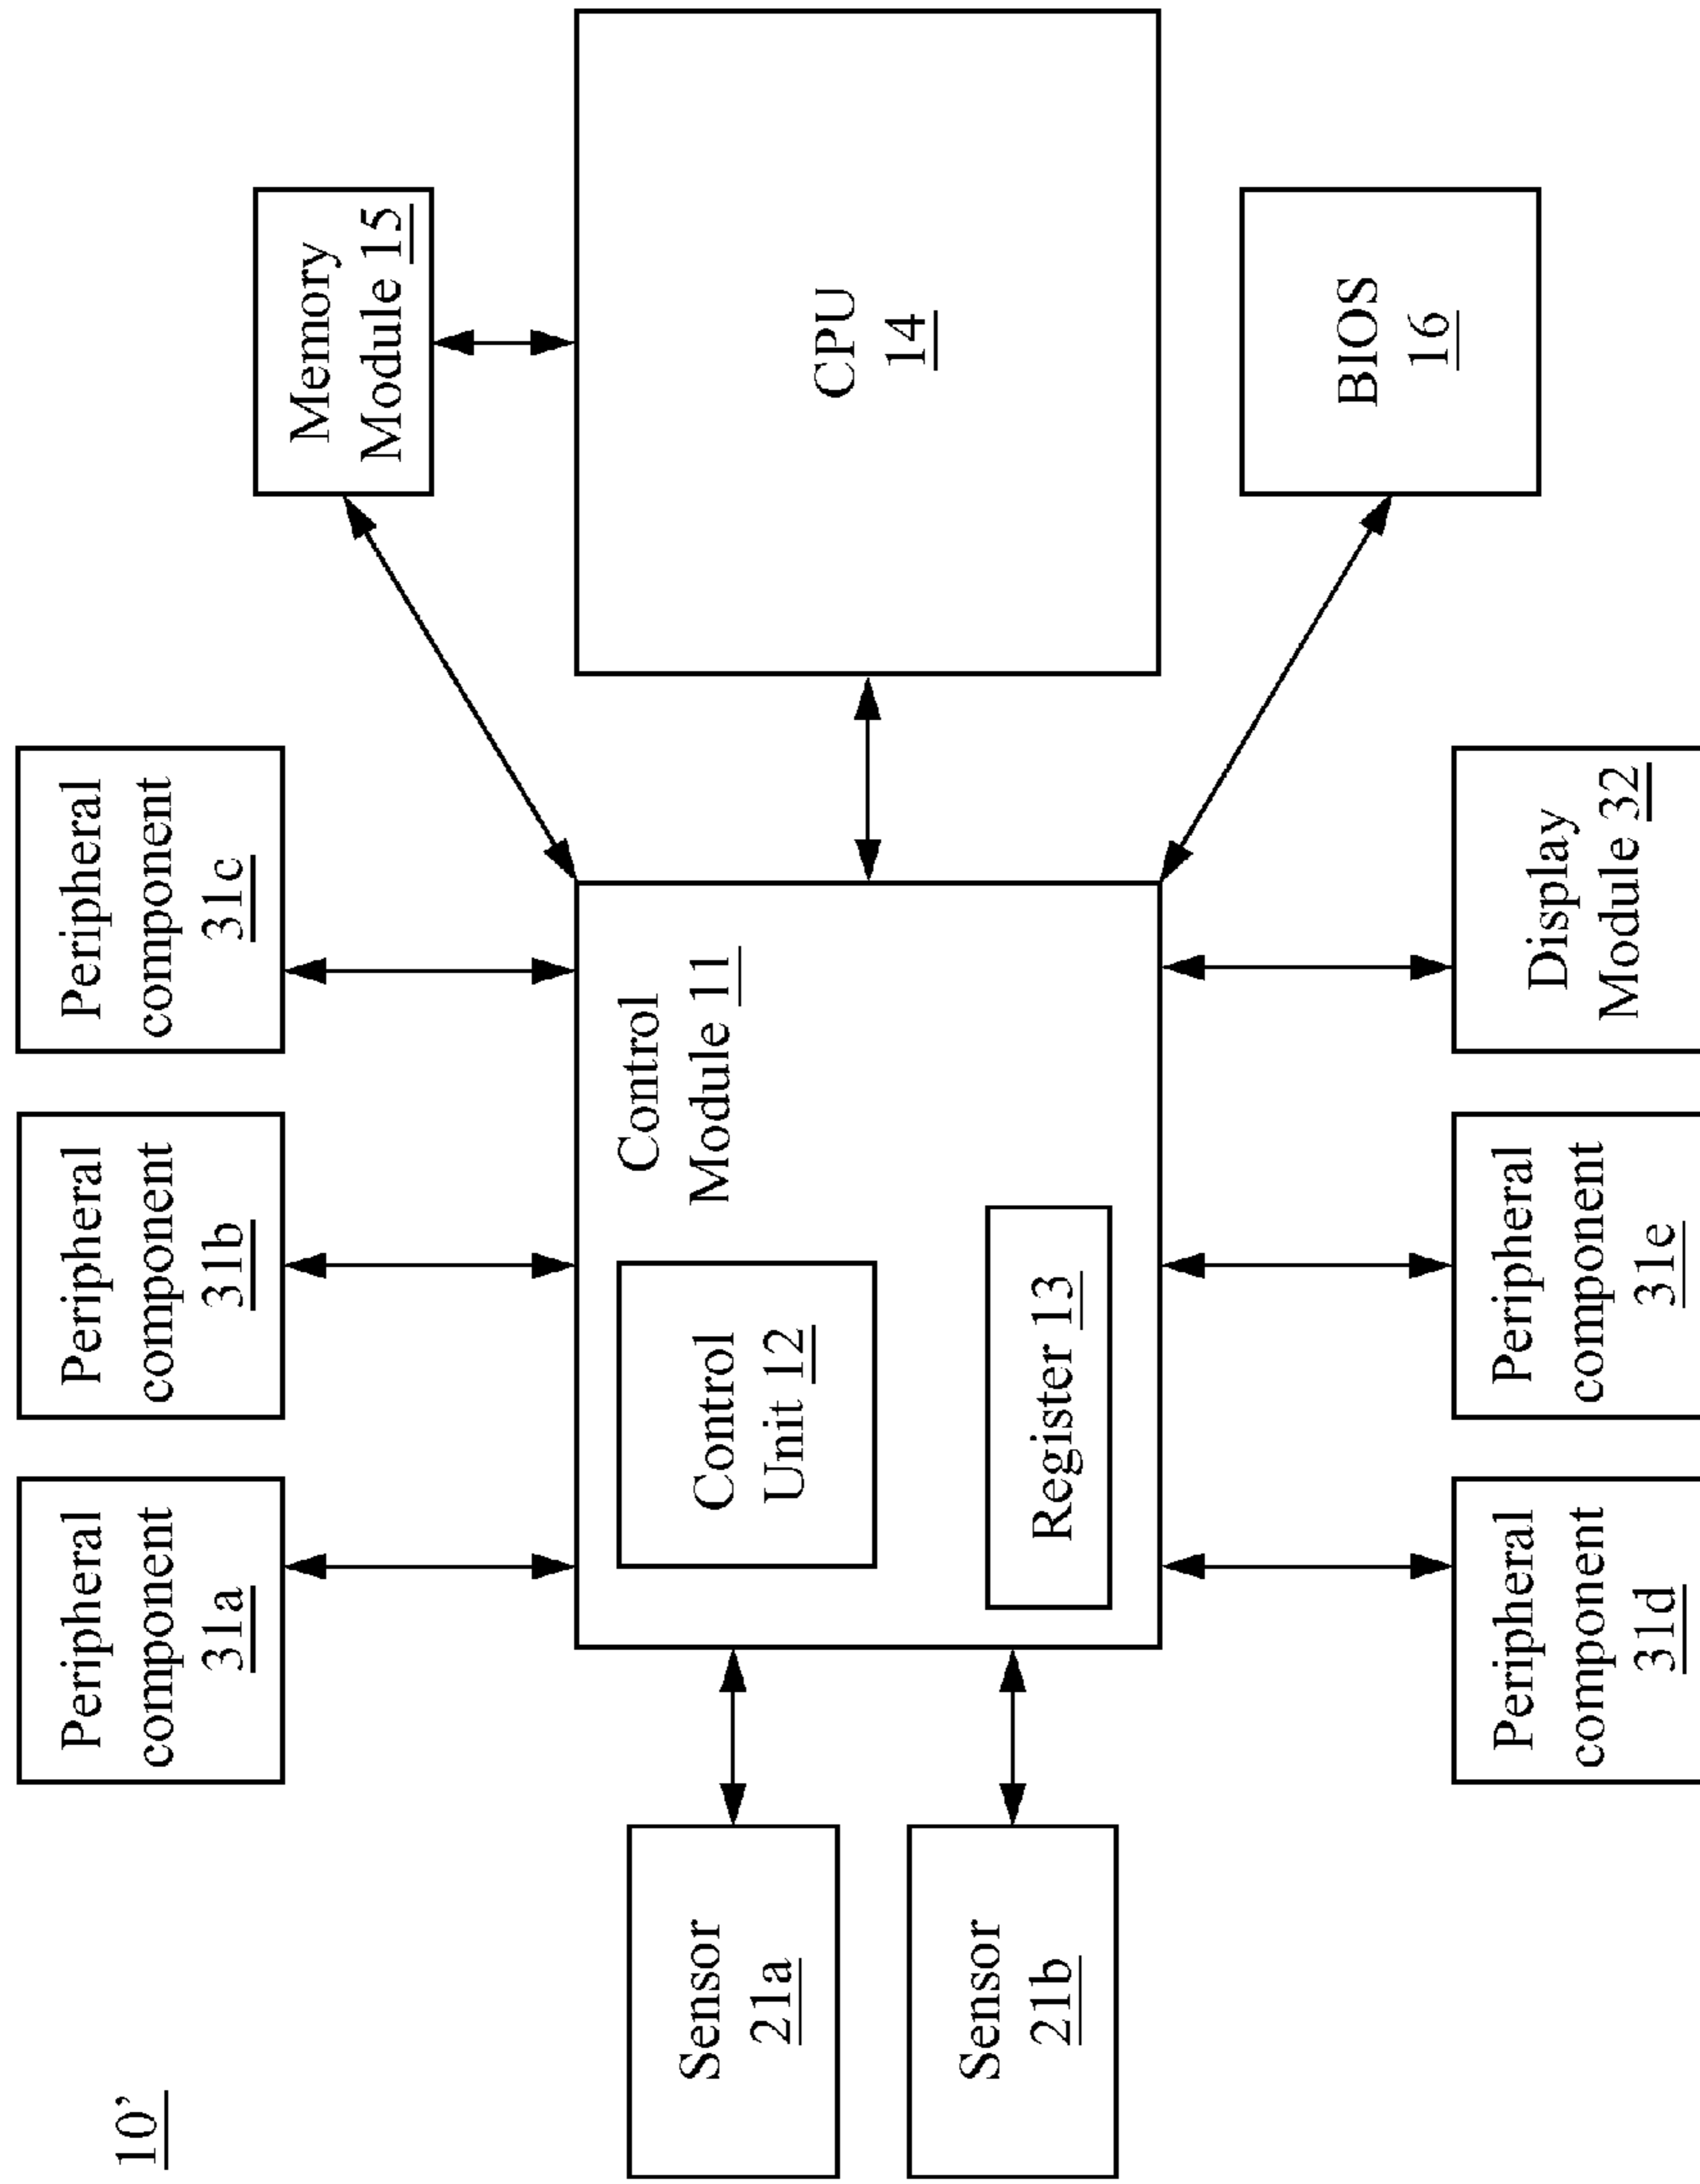 10’
Peripheral
component
31a
Peripheral
component
31b
Peripheral
component
31c
Memory
Module 15
Sensor
21a
Sensor
21b
Control
Module 11
Control
Unit 12
Register 13
CPU
14
BIOS
16
Peripheral
component
31d
Peripheral
component
31e
Display
Module 32